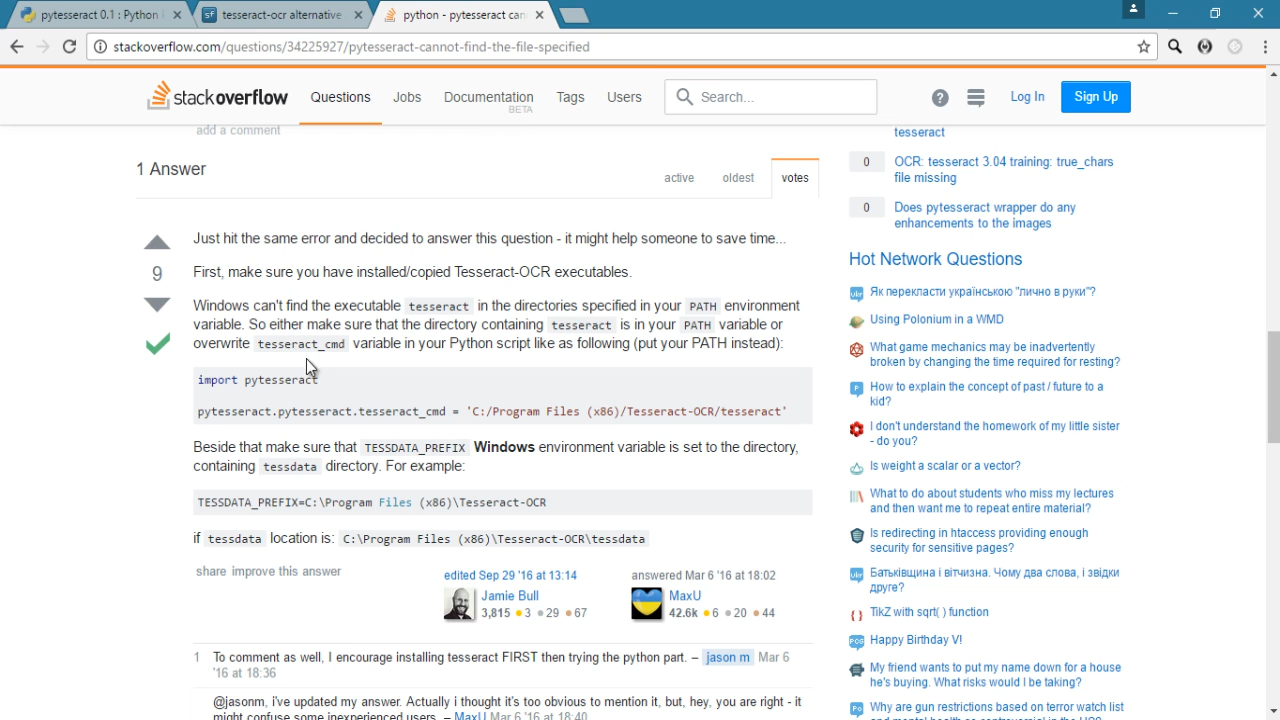 pytesseract 0.1 : Python
tesseract-ocr alternative
python - pytesseract can
stackoverflow.com/questions/34225927/pytesseract-cannot-find-the-file-specified
stackoverflow
Questions
Jobs
Documentation
BETA
Tags
Users
Search...
Log In
Sign Up
add a comment
1 Answer
active
oldest
votes
Just hit the same error and decided to answer this question - it might help someone to save time...
9
First, make sure you have installed/copied Tesseract-OCR executables.
Windows can't find the executable tesseract in the directories specified in your PATH environment
variable. So either make sure that the directory containing tesseract is in your PATH variable or
overwrite tesseract_cmd variable in your Python script like as following (put your PATH instead):
import pytesseract
pytesseract.pytesseract.tesseract_cmd = 'C:/Program Files (x86)/Tesseract-OCR/tesseract'
Beside that make sure that TESSDATA_PREFIX Windows environment variable is set to the directory,
containing tessdata directory. For example:
TESSDATA_PREFIX=C:\Program Files (x86)\Tesseract-OCR
if tessdata location is: C:\Program Files (x86)\Tesseract-OCR\tessdata
share improve this answer
edited Sep 29 '16 at 13:14
Jamie Bull
3,815 3 29 67
answered Mar 6 '16 at 18:02
MaxU
42.6k 6 20 44
1 To comment as well, I encourage installing tesseract FIRST then trying the python part. – jason m Mar 6
'16 at 18:36
@jasonm, i've updated my answer. Actually i thought it's too obvious to mention it, but, hey, you are right - it
might confuse some inexperienced users. – MaxU Mar 6 '16 at 18:40
tesseract
0 OCR: tesseract 3.04 training: true_chars
file missing
0 Does pytesseract wrapper do any
enhancements to the images
Hot Network Questions
Як перекласти українською "лично в руки"?
Using Polonium in a WMD
What game mechanics may be inadvertently
broken by changing the time required for resting?
How to explain the concept of past / future to a
kid?
I don't understand the homework of my little sister
- do you?
Is weight a scalar or a vector?
What to do about students who miss my lectures
and then want me to repeat entire material?
Is redirecting in htaccess providing enough
security for sensitive pages?
Батьківщина і вітчизна. Чому два слова, і звідки
друге?
TikZ with sqrt( ) function
Happy Birthday V!
My friend wants to put my name down for a house
he's buying. What risks would I be taking?
Why are gun restrictions based on terror watch list